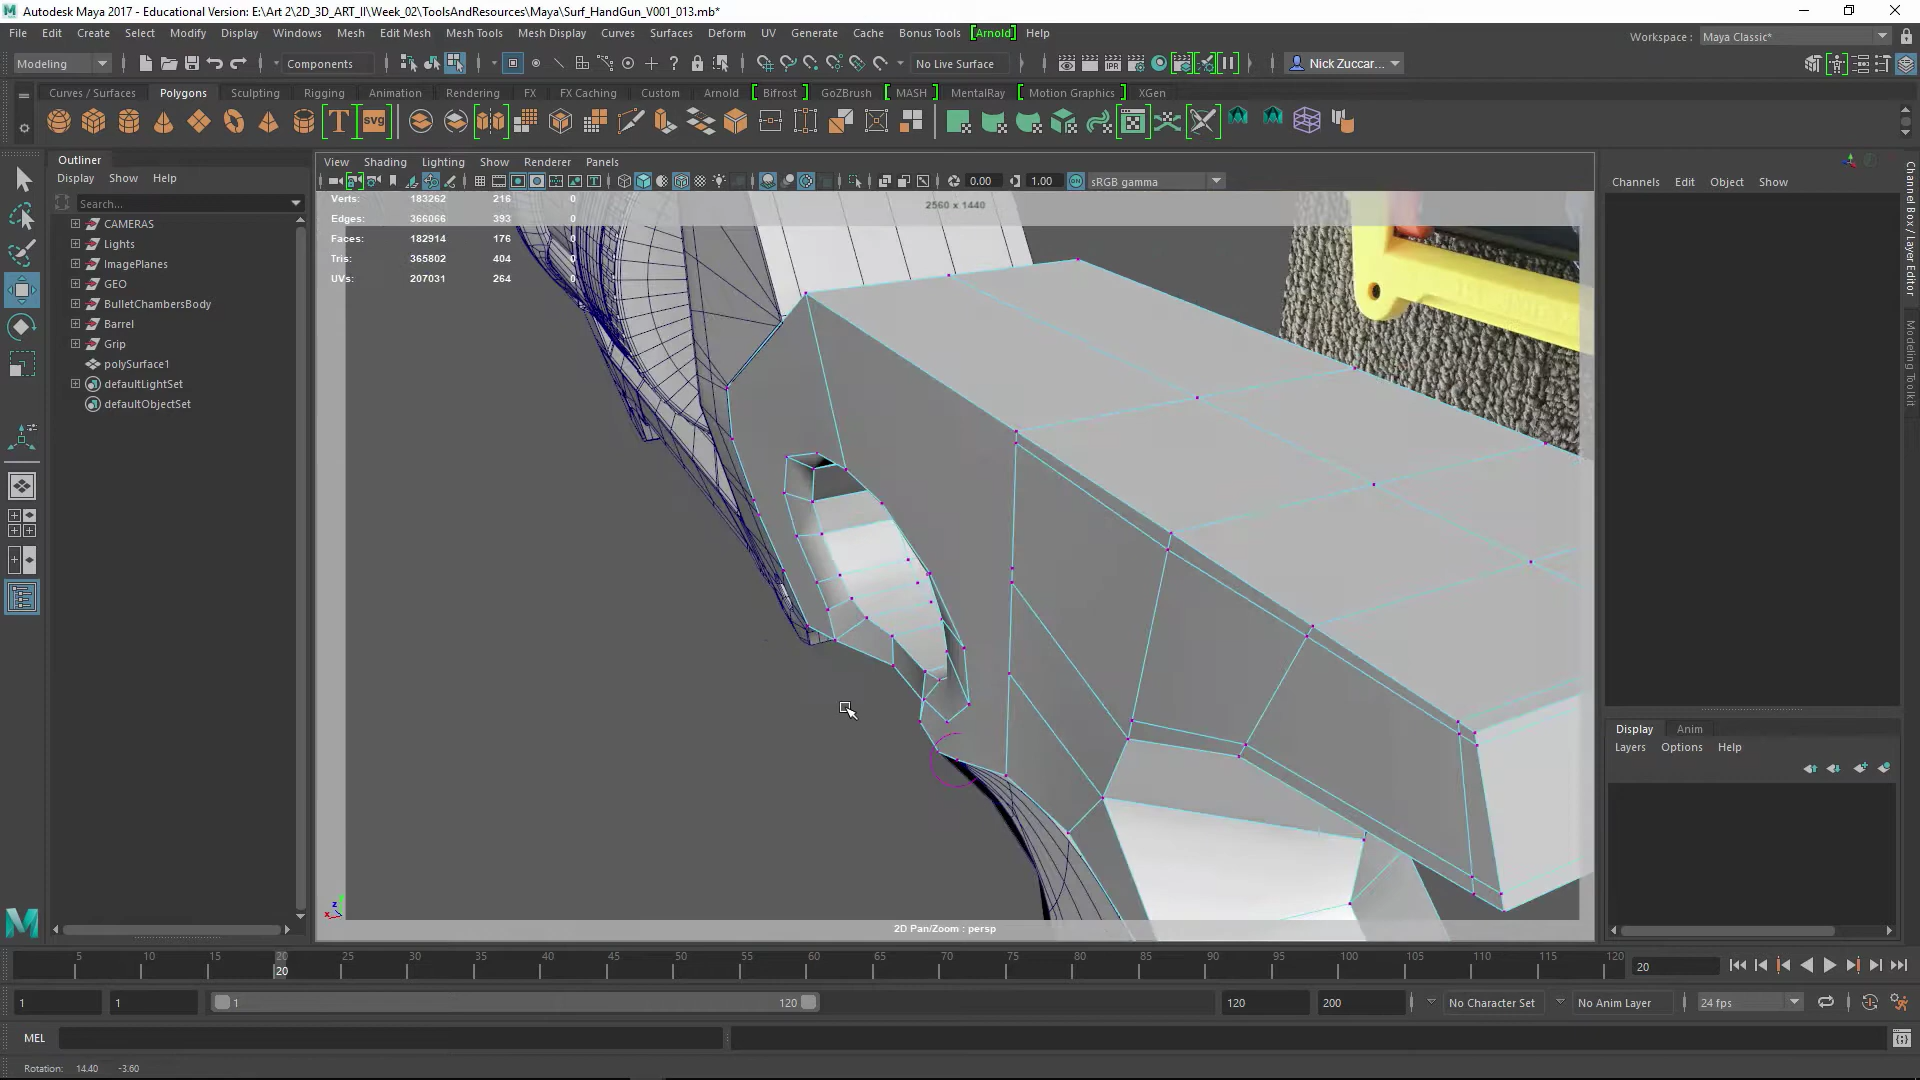 Autodesk Maya 2017 - Educational Version: E:\Art 2\2D_3D_ART_II\Week_02\ToolsAndResources\Maya\Surf_HandGun_V001_013.mb*
File Edit Create Select Modify Display Windows Mesh Edit Mesh Mesh Tools Mesh Display Curves Surfaces Deform UV Generate Cache Bonus Tools [Arnold] Help
Workspace : Maya Classic*
Modeling Components No Live Surface Nick Zuccar...
Curves / Surfaces Polygons Sculpting Rigging Animation Rendering FX FX Caching Custom Arnold Bifrost GoZBrush MASH MentalRay Motion Graphics XGen
T svg
Outliner
Display Show Help
Search...
CAMERAS
Lights
ImagePlanes
GEO
BulletChambersBody
Barrel
Grip
polySurface1
defaultLightSet
defaultObjectSet
View Shading Lighting Show Renderer Panels
0.00 1.00 sRGB gamma
Verts: 183262 216 0
2560 x 1440
Edges: 366066 393 0
Faces: 182914 176 0
Tris: 365802 404 0
UVs: 207031 264 0
2D Pan/Zoom : persp
Channels Edit Object Show
Channel Box / Layer Editor
Modeling Toolkit
Display Anim
Layers Options Help
5 10 15 20 25 30 35 40 45 50 55 60 65 70 75 80 85 90 95 100 105 110 115 120
20
20
1 1 1 120 120 200 No Character Set No Anim Layer 24 fps
MEL
Rotation: 14.40 -3.60